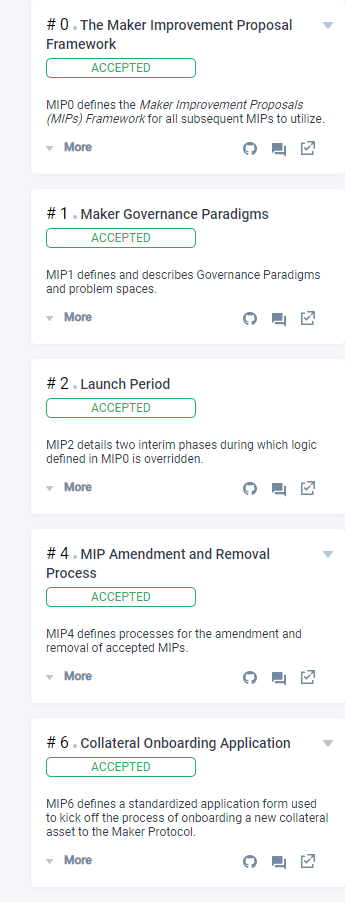 # 0 . The Maker Improvement Proposal
Framework
ACCEPTED
MIP0 defines the Maker Improvement Proposals
(MIPs) Framework for all subsequent MIPs to utilize.
More
# 1 . Maker Governance Paradigms
ACCEPTED
MIP1 defines and describes Governance Paradigms
and problem spaces.
More
# 2 . Launch Period
ACCEPTED
MIP2 details two interim phases during which logic
defined in MIP0 is overridden.
More
# 4 . MIP Amendment and Removal
Process
ACCEPTED
MIP4 defines processes for the amendment and
removal of accepted MIPs.
More
# 6 . Collateral Onboarding Application
ACCEPTED
MIP6 defines a standardized application form used
to kick off the process of onboarding a new collateral
asset to the Maker Protocol.
More